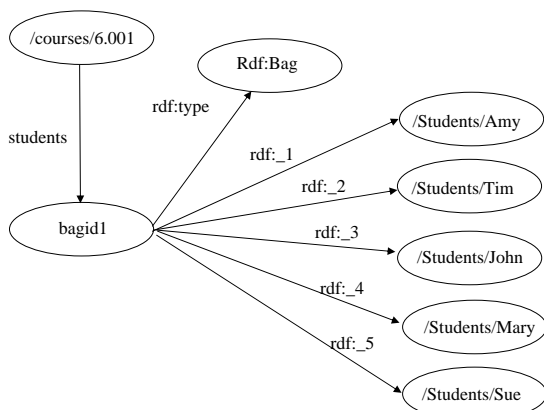 /courses/6.001
Rdf:Bag
rdf:type
/Students/Amy
students
rdf:_1
rdf:_2
/Students/Tim
bagid1
rdf:_3
/Students/John
rdf:_4
/Students/Mary
rdf:_5
/Students/Sue